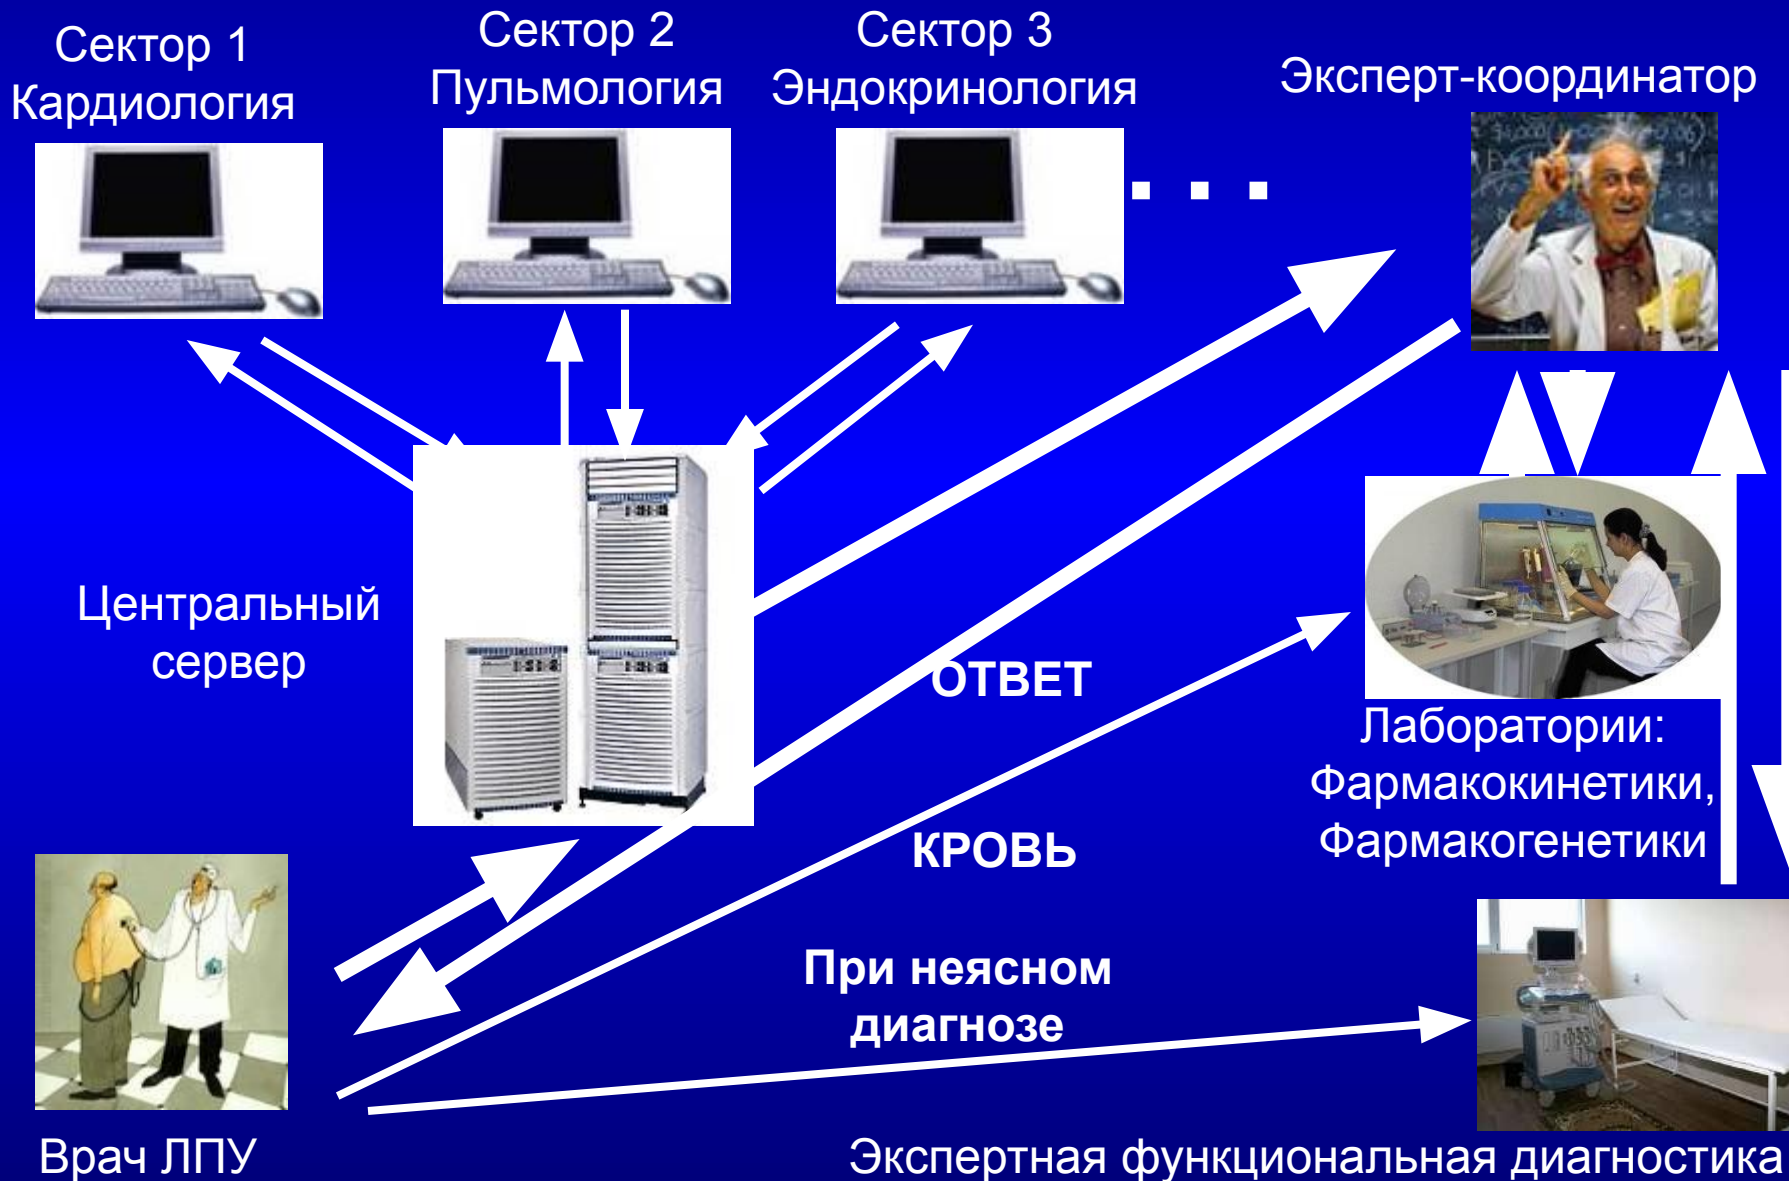 Сектор 1
Кардиология
Сектор 2
Пульмология
Сектор 3
Эндокринология
. . .
Эксперт-координатор
Центральный
сервер
ОТВЕТ
Лаборатории:
Фармакокинетики,
Фармакогенетики
КРОВЬ
При неясном
диагнозе
Врач ЛПУ
Экспертная функциональная диагностика